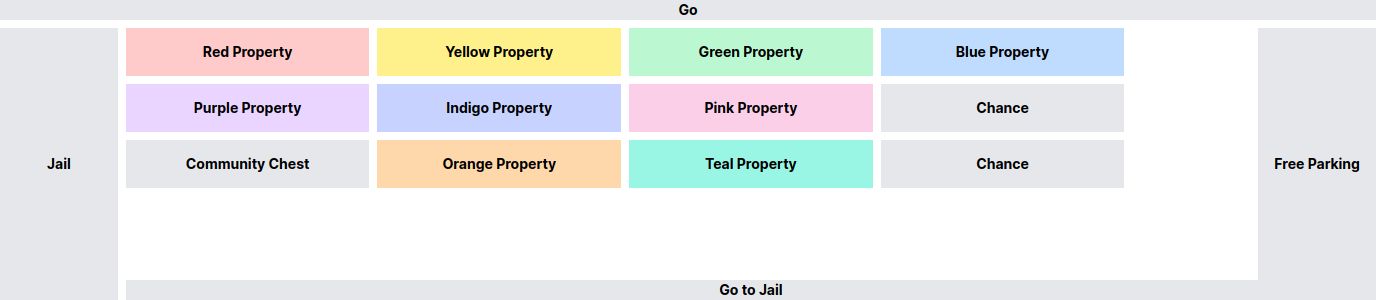 Go
Red Property
Yellow Property
Green Property
Blue Property
Purple Property
Indigo Property
Pink Property
Chance
Jail
Community Chest
Orange Property
Teal Property
Chance
Free Parking
Go to Jail